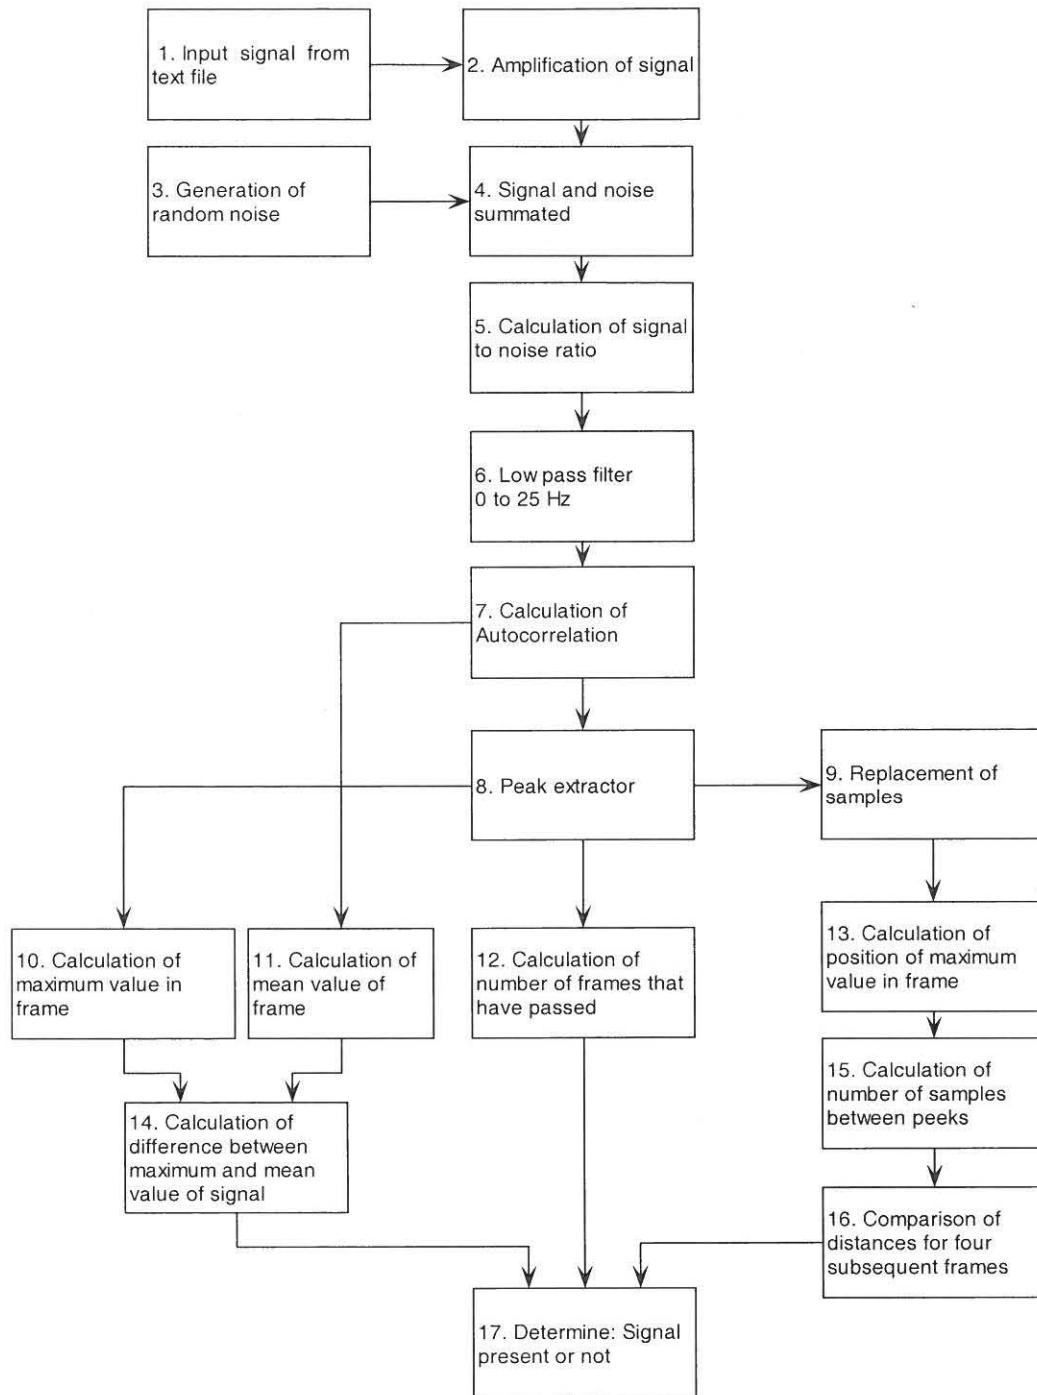 1. Input signal from
text file
2. Amplification of signal
3. Generation of
random noise
4. Signal and noise
summated
5. Calculation of signal
to noise ratio
6. Low pass filter
0 to 25 Hz
7. Calculation of
Autocorrelation
8. Peak extractor
9. Replacement of
samples
10. Calculation of
maximum value in
frame
11. Calculation of
mean value of
frame
12. Calculation of
number of frames that
have passed
13. Calculation of
position of maximum
value in frame
14. Calculation of
difference between
maximum and mean
value of signal
15. Calculation of
number of samples
between peeks
16. Comparison of
distances for four
subsequent frames
17. Determine: Signal
present or not